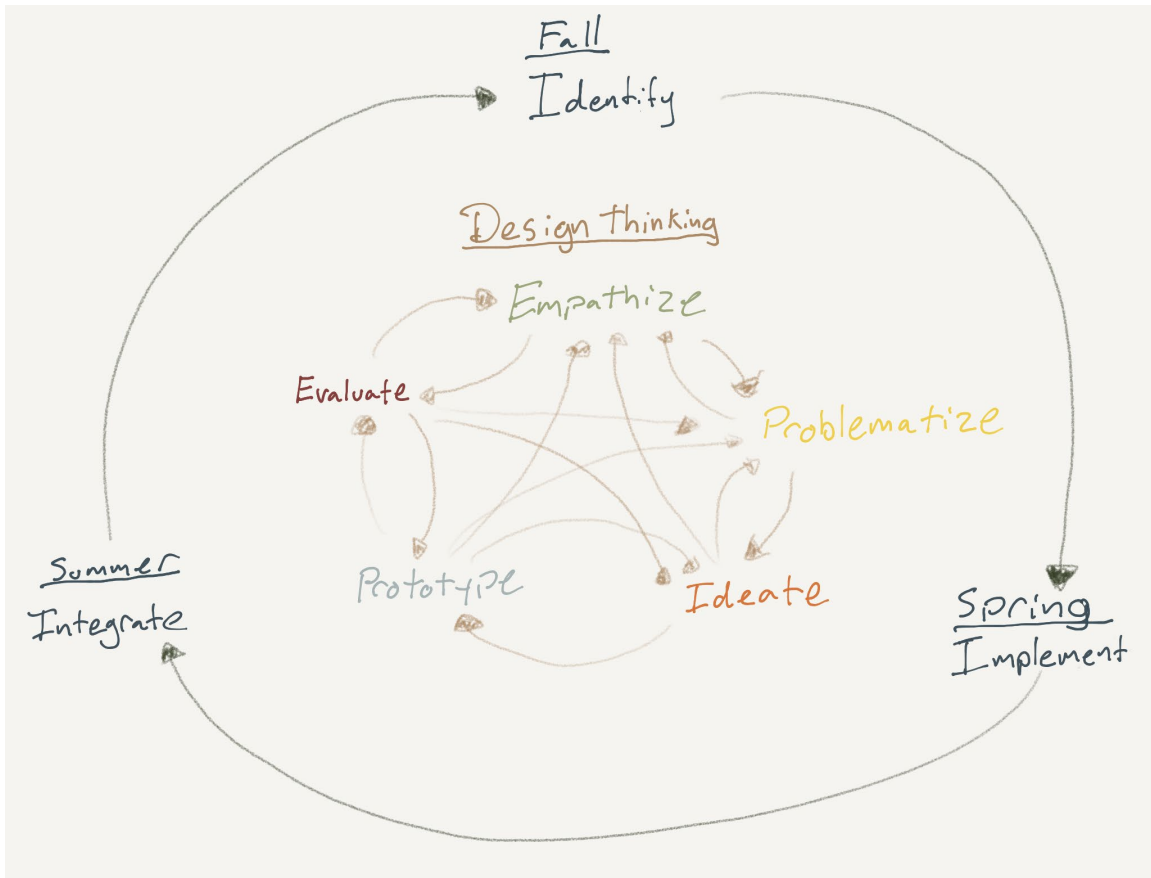 Fall
Identify
Design thinking
Empathize
Evaluate
Problematize
Prototype
Ideate
Summer
Integrate
Spring
Implement